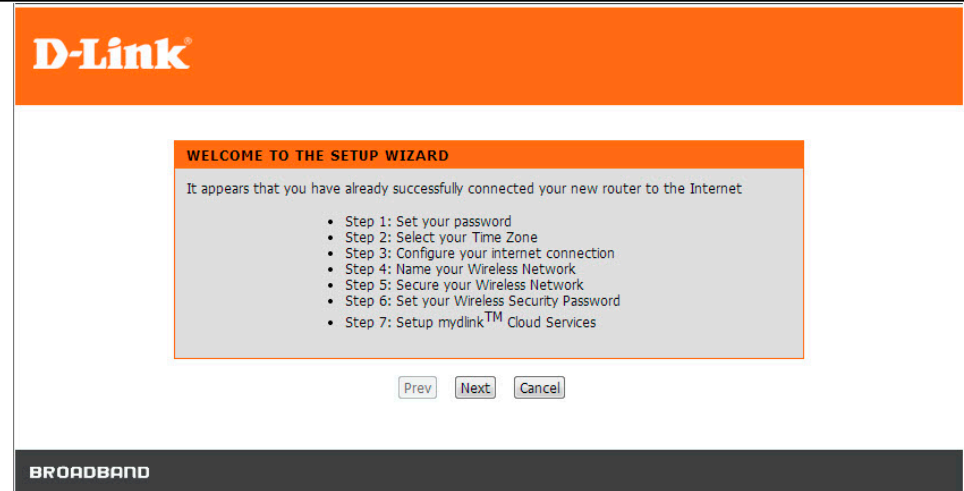 D-Link®
WELCOME TO THE SETUP WIZARD
It appears that you have already successfully connected your new router to the Internet
• Step 1: Set your password
• Step 2: Select your Time Zone
• Step 3: Configure your internet connection
• Step 4: Name your Wireless Network
• Step 5: Secure your Wireless Network
• Step 6: Set your Wireless Security Password
• Step 7: Setup mydlink™ Cloud Services
Prev Next Cancel
BROADBAND